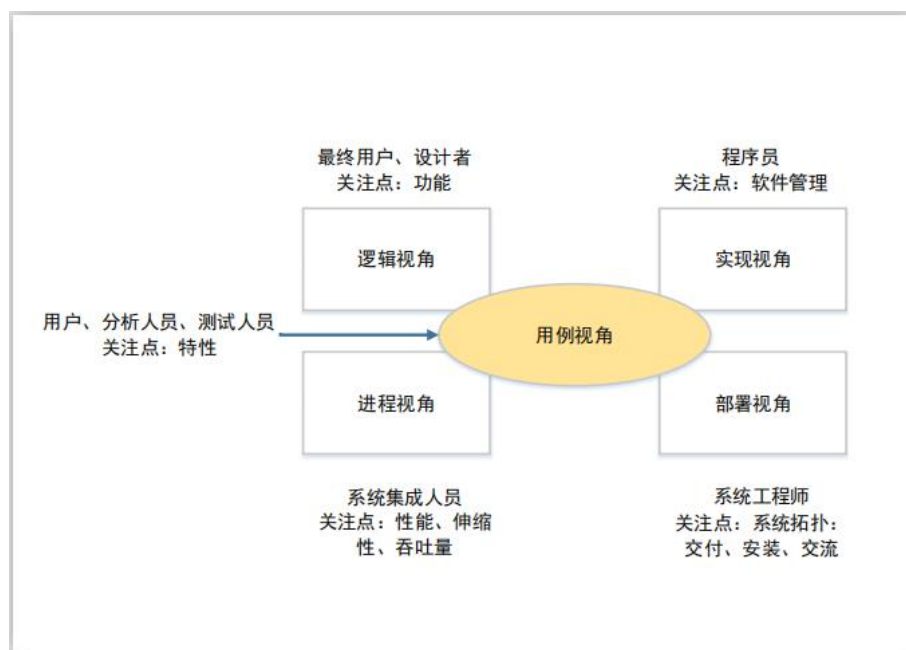 最终用户、设计者
关注点：功能
程序员
关注点：软件管理
逻辑视角
实现视角
用户、分析人员、测试人员
关注点：特性
用例视角
进程视角
部署视角
系统集成人员
关注点：性能、伸缩
性、吞吐量
系统工程师
关注点：系统拓扑：
交付、安装、交流